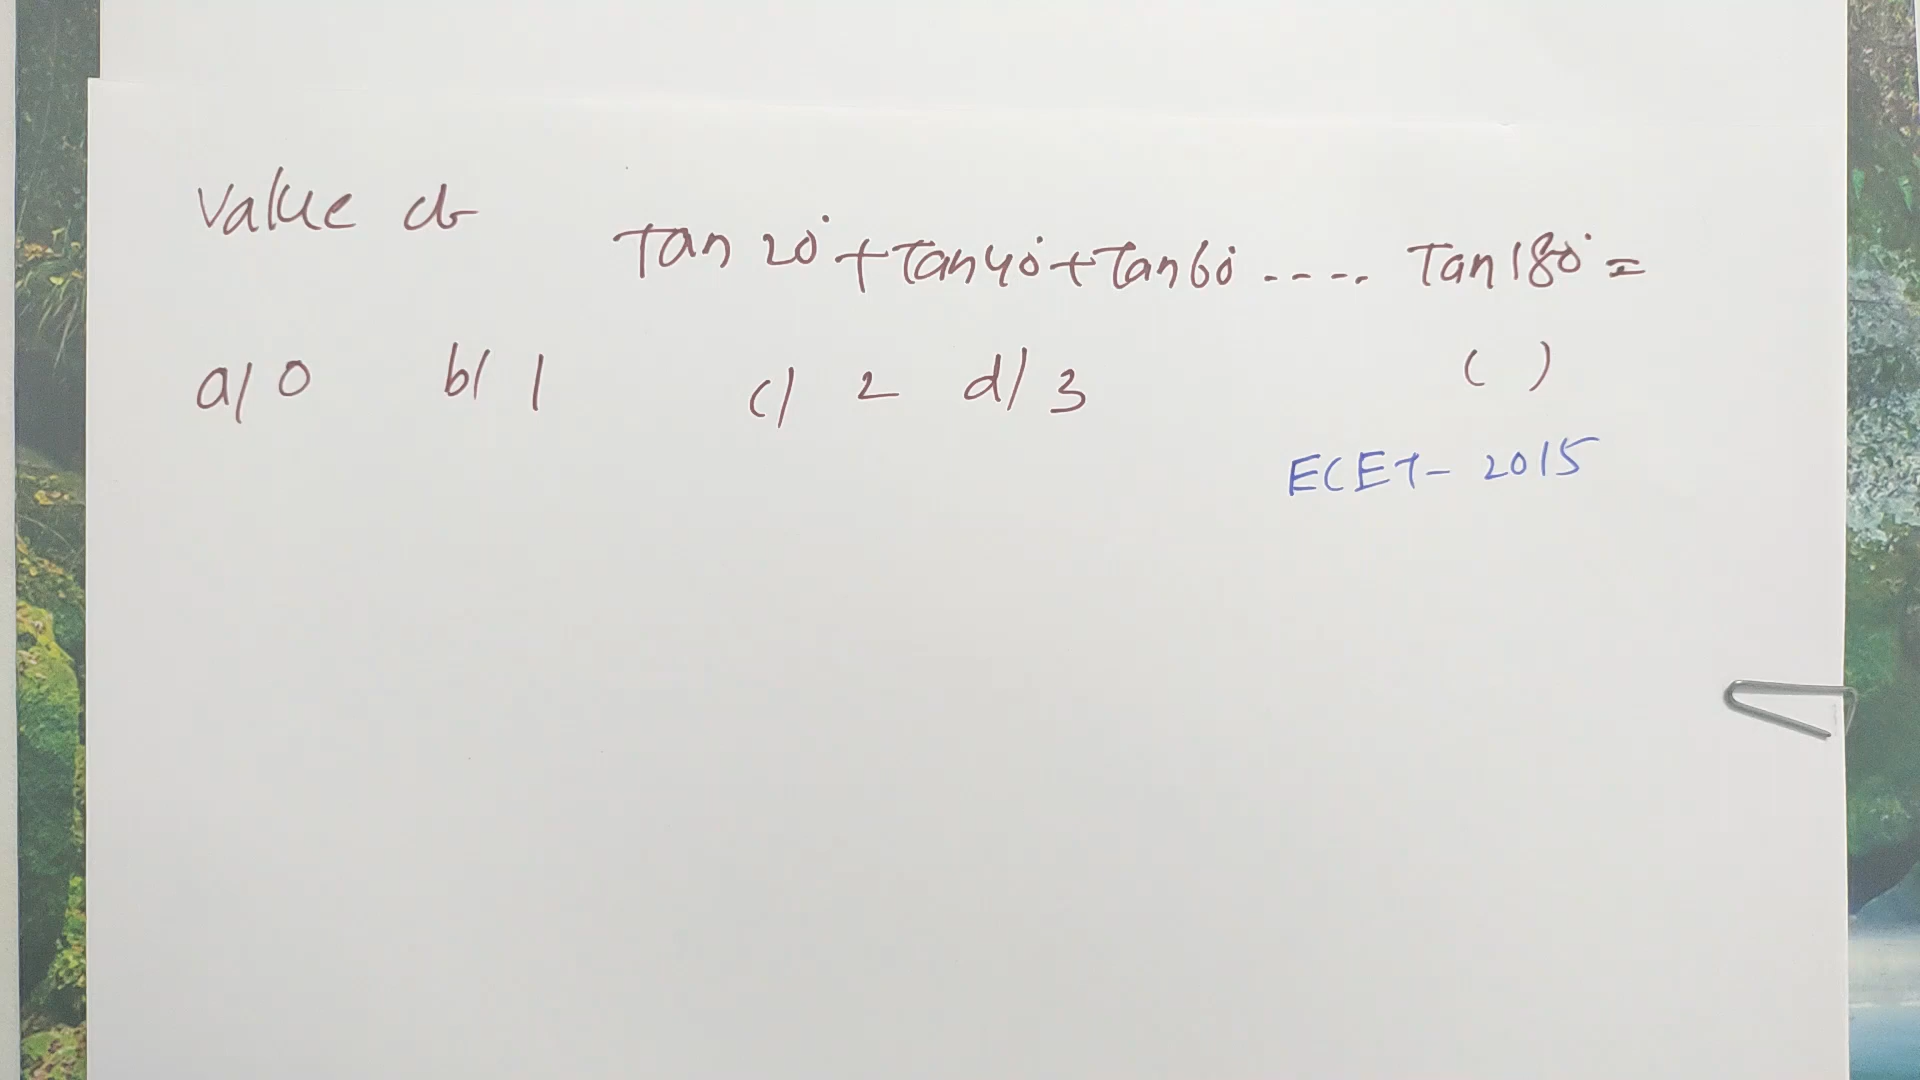 Value of Tan 20° + Tan 40° + Tan 60° ---- Tan 180° =
a/ 0 b/ 1 c/ 2 d/ 3 ( )
ECET- 2015